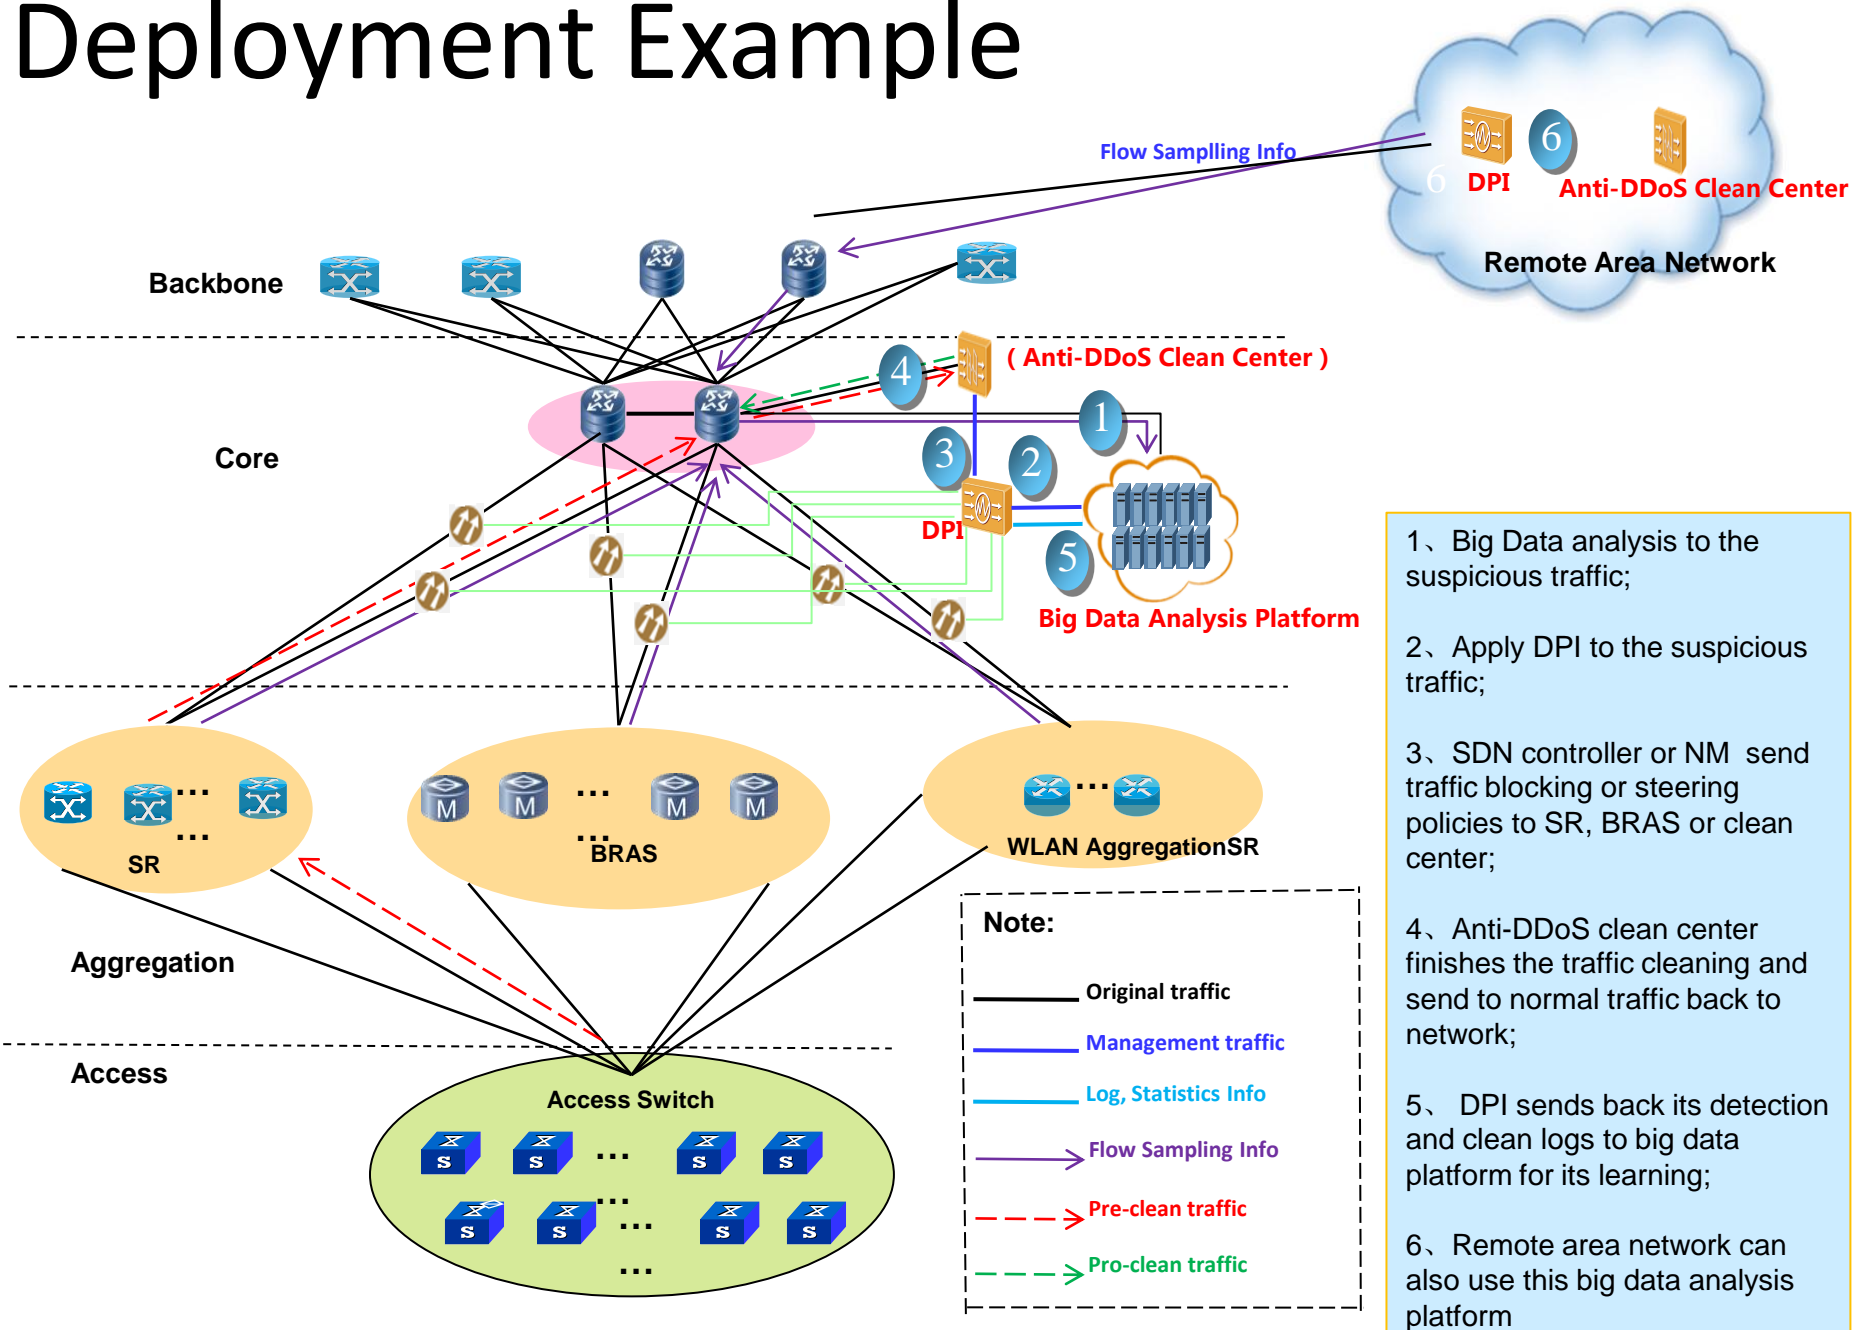 Deployment Example
Flow Samplling Info
6
6
DPI
Anti-DDoS Clean Center
Remote Area Network
Backbone
4
( Anti-DDoS Clean Center )
1
Core
3
2
DPI
5
Big Data Analysis Platform
...
...
SR
M
M
...
M
M
...
BRAS
...
WLAN AggregationSR
Aggregation
Access
Access Switch
S
S
...
S
S
...
S
S
...
S
S
...
Note:
Original traffic
Management traffic
Log, Statistics Info
Flow Sampling Info
Pre-clean traffic
Pro-clean traffic
1、Big Data analysis to the
suspicious traffic;
2、Apply DPI to the suspicious
traffic;
3、SDN controller or NM send
traffic blocking or steering
policies to SR, BRAS or clean
center;
4、Anti-DDoS clean center
finishes the traffic cleaning and
send to normal traffic back to
network;
5、 DPI sends back its detection
and clean logs to big data
platform for its learning;
6、Remote area network can
also use this big data analysis
platform